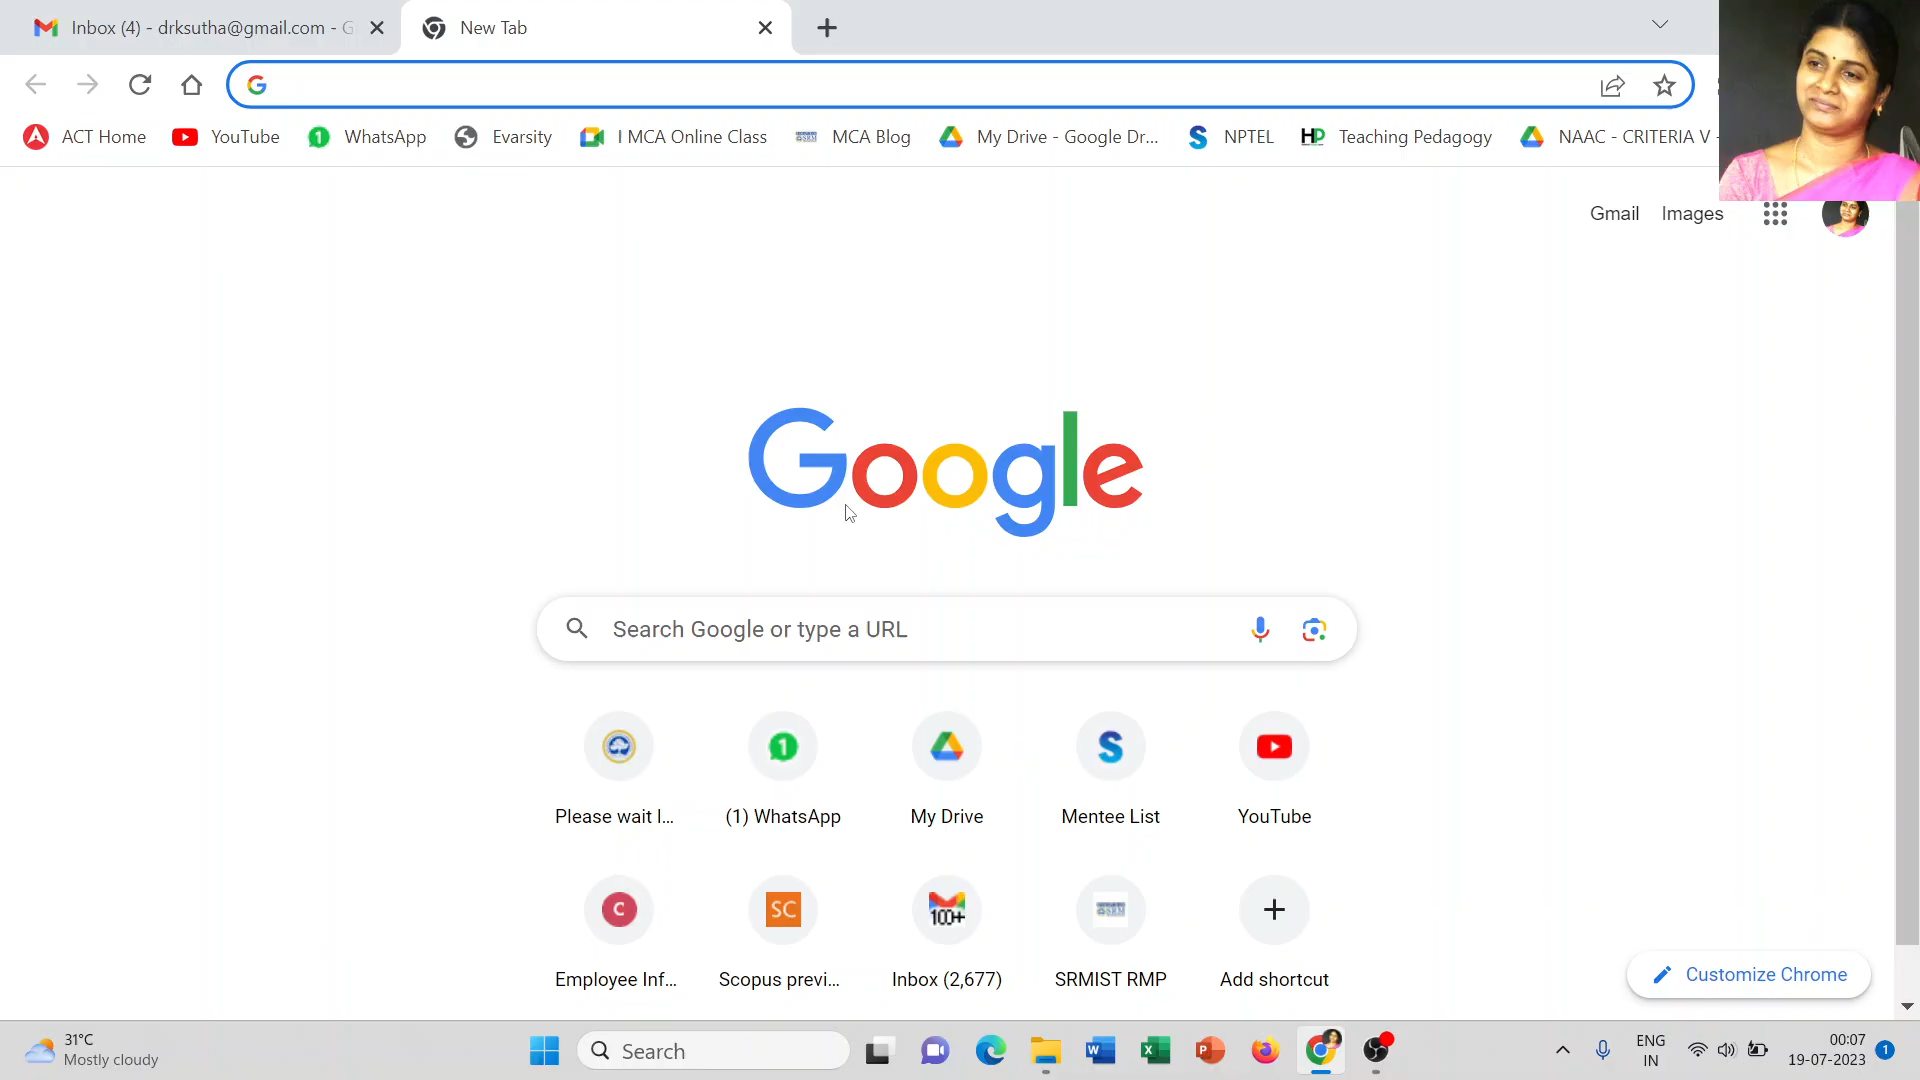 Inbox (4) - drksutha@gmail.com - G
New Tab
ACT Home
YouTube
WhatsApp
Evarsity
I MCA Online Class
MCA Blog
My Drive - Google Dr...
NPTEL
HP
Teaching Pedagogy
NAAC - CRITERIA V -
Gmail
Images
Google
Search Google or type a URL
Please wait l...
(1) WhatsApp
My Drive
Mentee List
YouTube
C
SC
100+
Employee Inf...
Scopus previ...
Inbox (2,677)
SRMIST RMP
Add shortcut
Customize Chrome
31°C
Mostly cloudy
Search
ENG
IN
00:07
19-07-2023
1